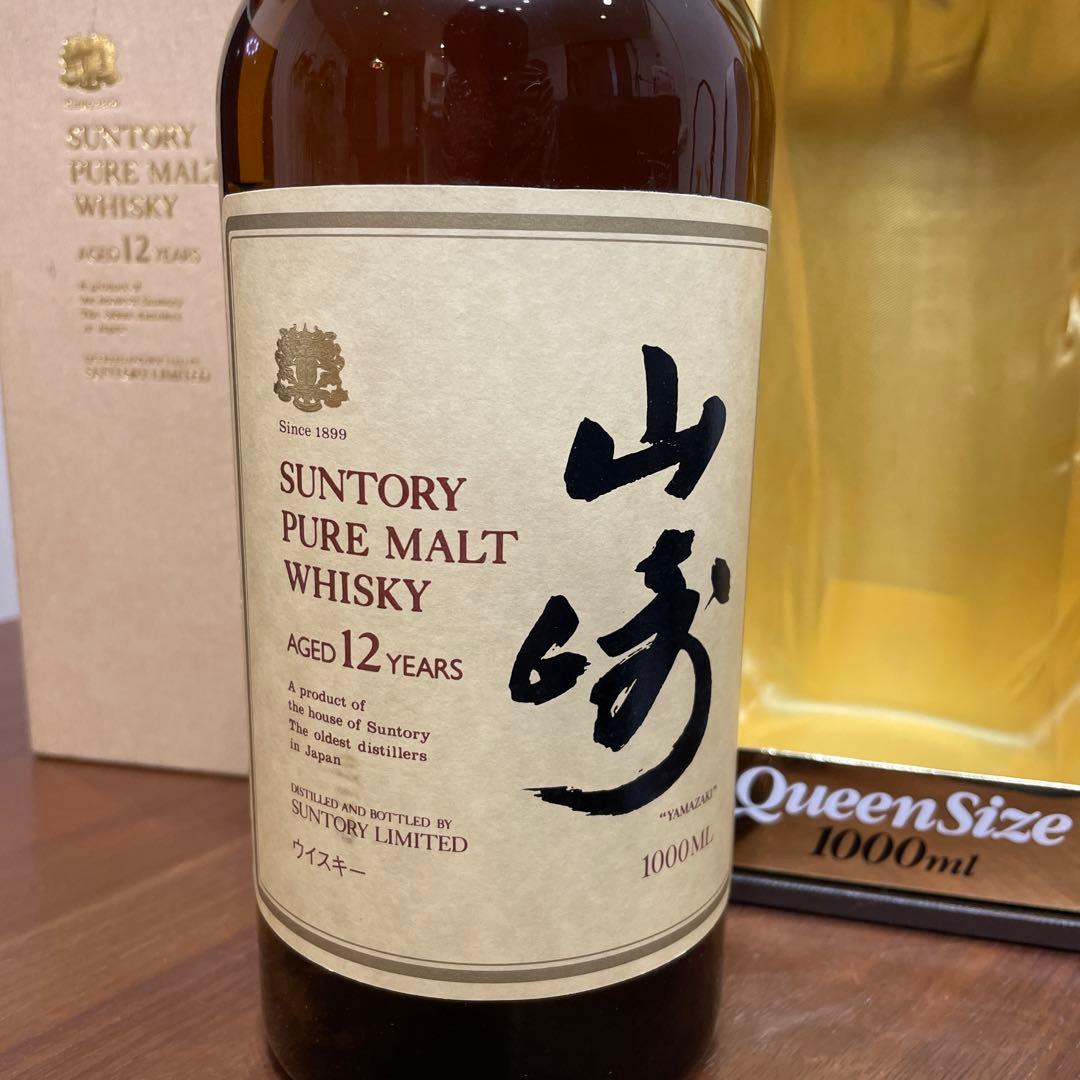 SUNTORY
PURE MALT
WHISKY
AGED 12 YEARS
SUNTORY LIMITED
Since 1899
SUNTORY
PURE MALT
WHISKY
AGED 12 YEARS
A product of
the house of Suntory
The oldest distillers
in Japan
DISTILLED AND BOTTLED BY
SUNTORY LIMITED
ウイスキー
山崎
"YAMAZAKI"
1000ML
Queen Size
1000ml